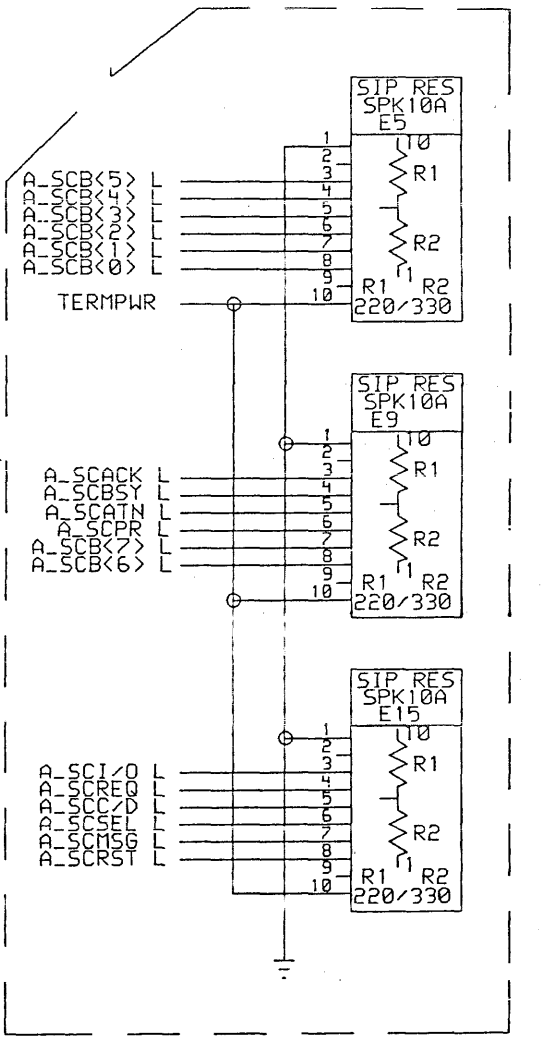 SIP RES
SPK10A
E5
1
2
3
4
5
6
7
8
9
10
10
R1
R2
1
R1 R2
220/330
A_SCB<5> L
A_SCB<4> L
A_SCB<3> L
A_SCB<2> L
A_SCB<1> L
A_SCB<0> L
TERMPWR
SIP RES
SPK10A
E9
1
2
3
4
5
6
7
8
9
10
10
R1
R2
1
R1 R2
220/330
A_SCACK L
A_SCBSY L
A_SCATN L
A_SCPR L
A_SCB<7> L
A_SCB<6> L
SIP RES
SPK10A
E15
1
2
3
4
5
6
7
8
9
10
10
R1
R2
1
R1 R2
220/330
A_SCI/O L
A_SCREQ L
A_SCC/D L
A_SCSEL L
A_SCMSG L
A_SCRST L